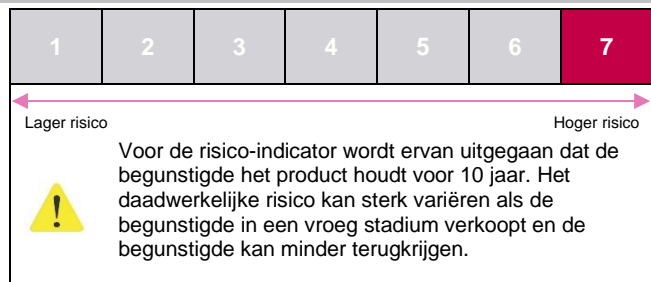 1 2 3 4 5 6 7
Lager risico Hoger risico
Voor de risico-indicator wordt ervan uitgegaan dat de
begunstigde het product houdt voor 10 jaar. Het
daadwerkelijke risico kan sterk variëren als de
begunstigde in een vroeg stadium verkoopt en de
begunstigde kan minder terugkrijgen.